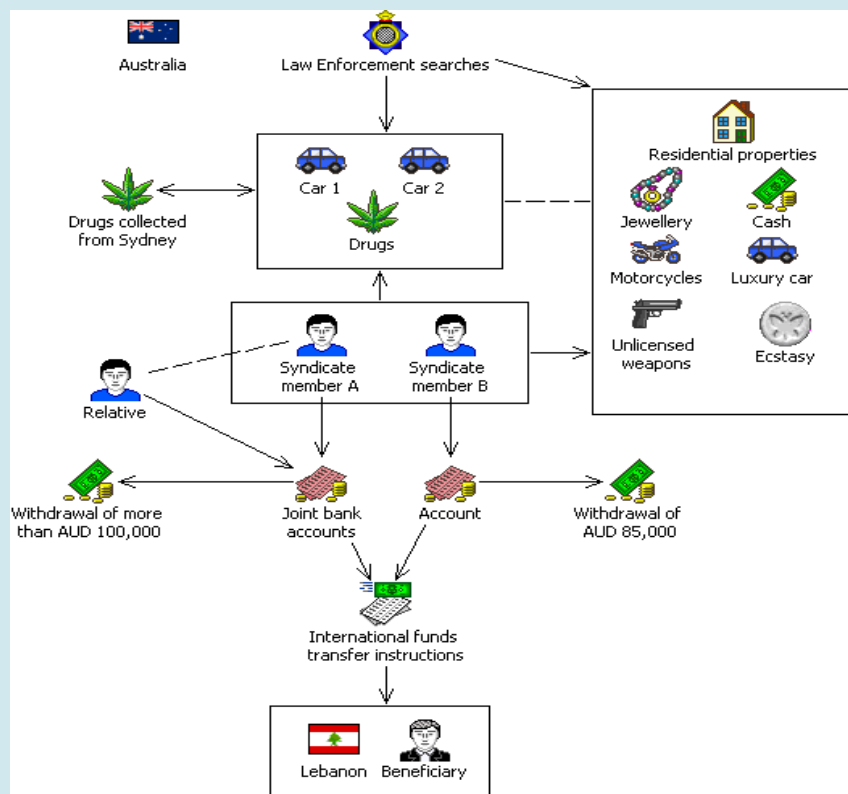 Australia
Law Enforcement searches
Residential properties
Car 1
Car 2
Drugs collected
from Sydney
Drugs
Jewellery
Cash
Motorcycles
Luxury car
Unlicensed
weapons
Ecstasy
Syndicate
member A
Syndicate
member B
Relative
Withdrawal of more
than AUD 100,000
Joint bank
accounts
Account
Withdrawal of
AUD 85,000
International funds
transfer instructions
Lebanon
Beneficiary